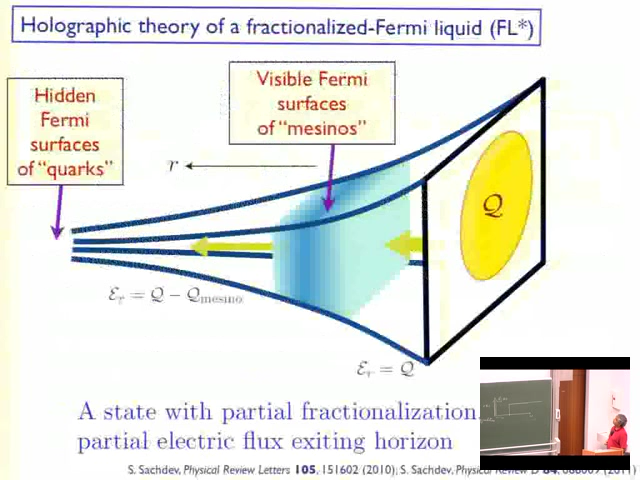 Holographic theory of a fractionalized-Fermi liquid (FL*)
Hidden
Fermi
surfaces
of "quarks"
Visible Fermi
surfaces
of "mesinos"
r
Q
ℰᵣ = Q − Q_mesino
ℰᵣ = Q
A state with partial fractionalization,
partial electric flux exiting horizon
S. Sachdev, Physical Review Letters 105, 151602 (2010); S. Sachdev, Physical Review D 84,